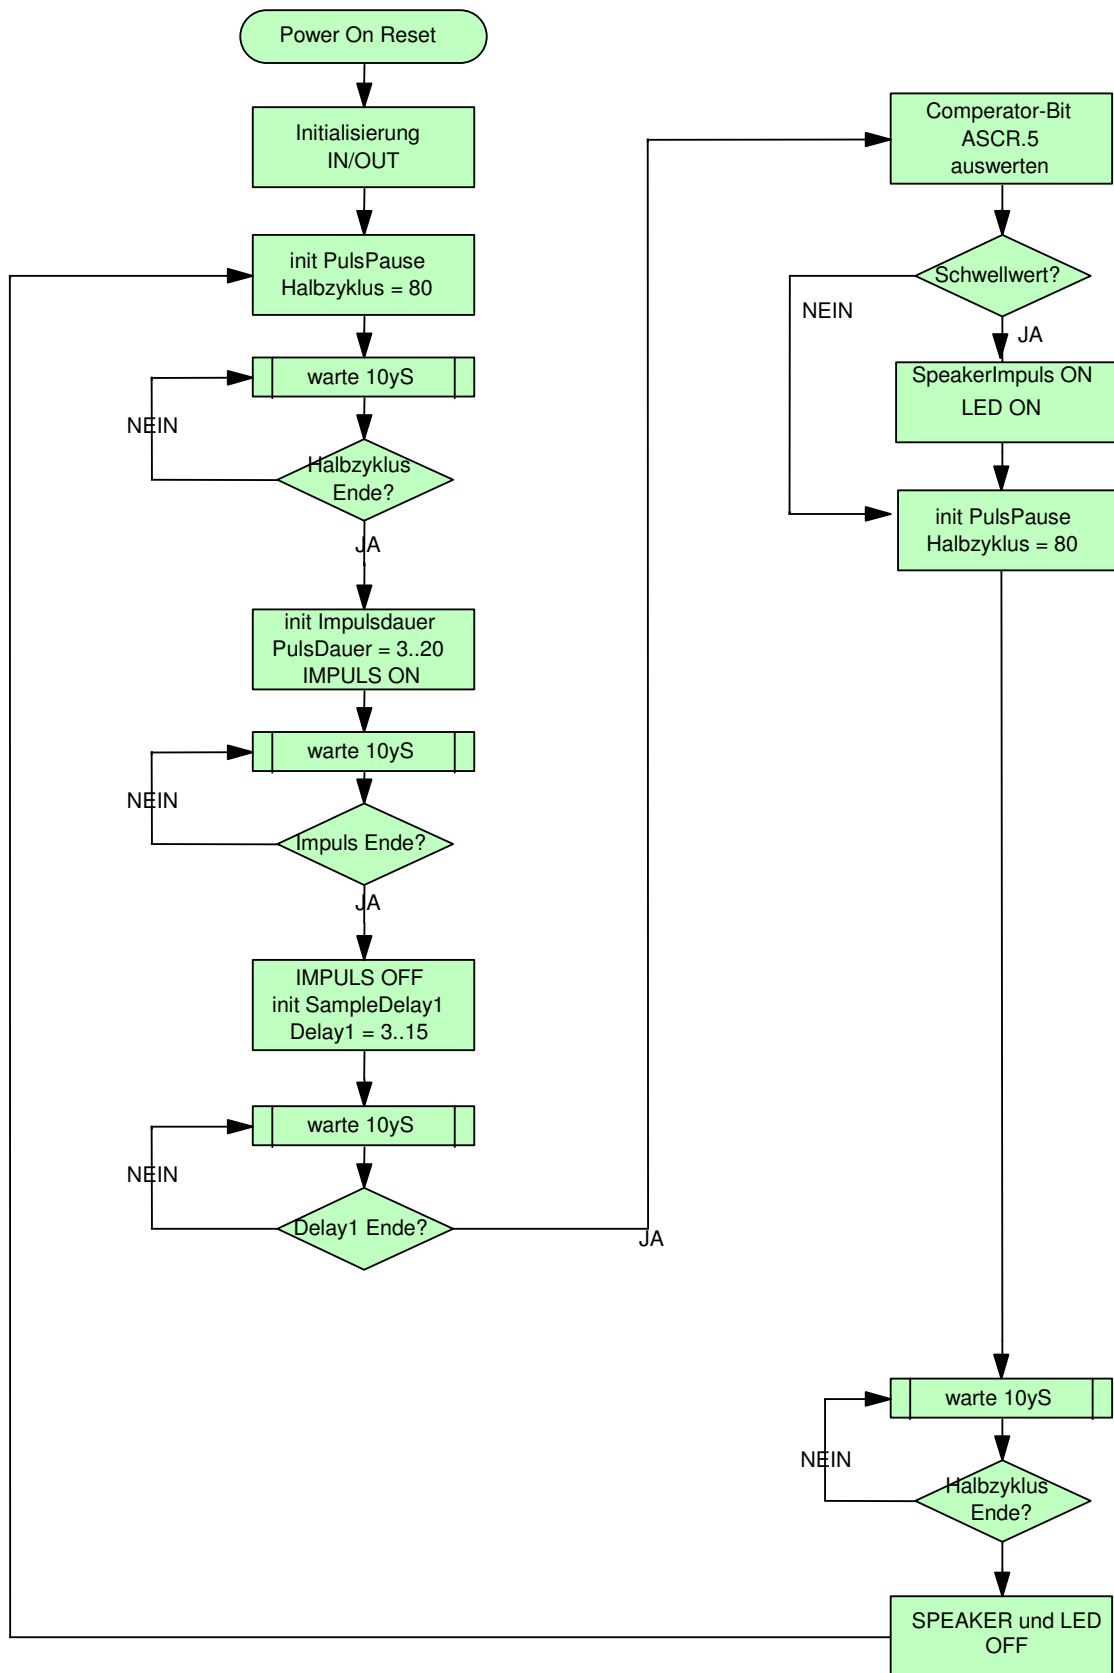 Power On Reset
Initialisierung
IN/OUT
init PulsPause
Halbzyklus = 80
warte 10yS
NEIN
Halbzyklus
Ende?
JA
init Impulsdauer
PulsDauer = 3..20
IMPULS ON
warte 10yS
NEIN
Impuls Ende?
JA
IMPULS OFF
init SampleDelay1
Delay1 = 3..15
warte 10yS
NEIN
Delay1 Ende?
JA
Comperator-Bit
ASCR.5
auswerten
Schwellwert?
NEIN
JA
SpeakerImpuls ON
LED ON
init PulsPause
Halbzyklus = 80
warte 10yS
NEIN
Halbzyklus
Ende?
SPEAKER und LED
OFF